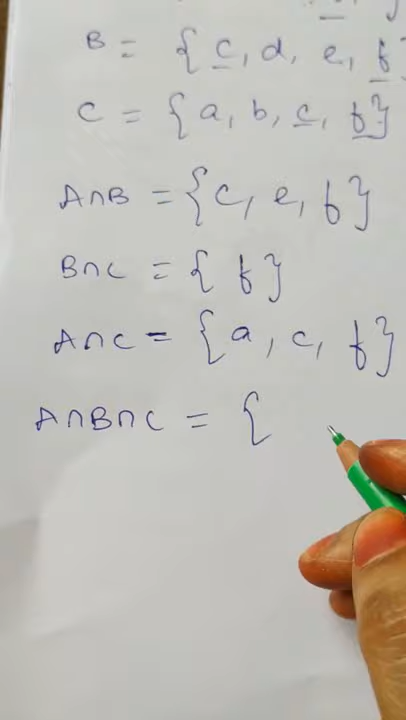 B = {c, d, e, f
C = {a, b, c, f}
A∩B = {c, e, f}
B∩C = { f}
A∩C = {a, c, f}
A∩B∩C = {